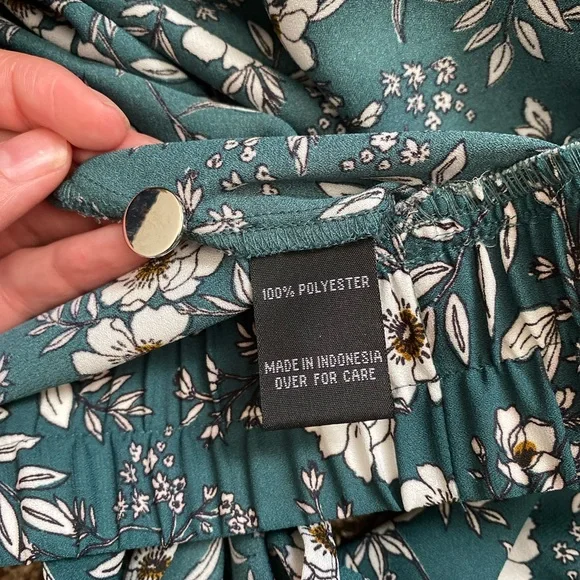 100% POLYESTER
MADE IN INDONESIA
OVER FOR CARE